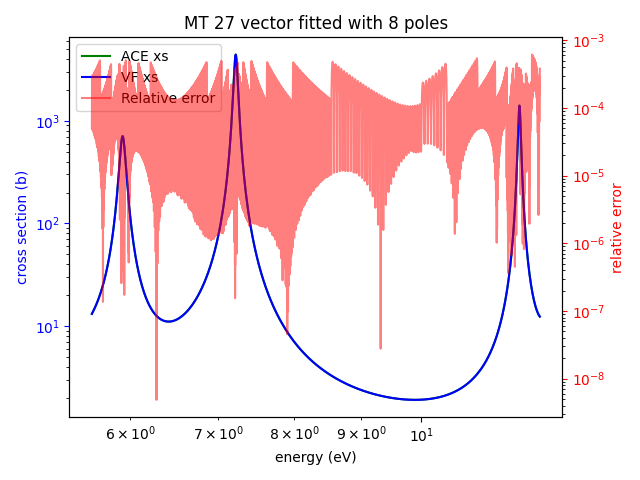 MT 27 vector fitted with 8 poles
ACE xs
VF xs
Relative error
10³
10²
10¹
cross section (b)
10⁻³
10⁻⁴
10⁻⁵
10⁻⁶
10⁻⁷
10⁻⁸
relative error
6 × 10⁰ 7 × 10⁰ 8 × 10⁰ 9 × 10⁰ 10¹
energy (eV)